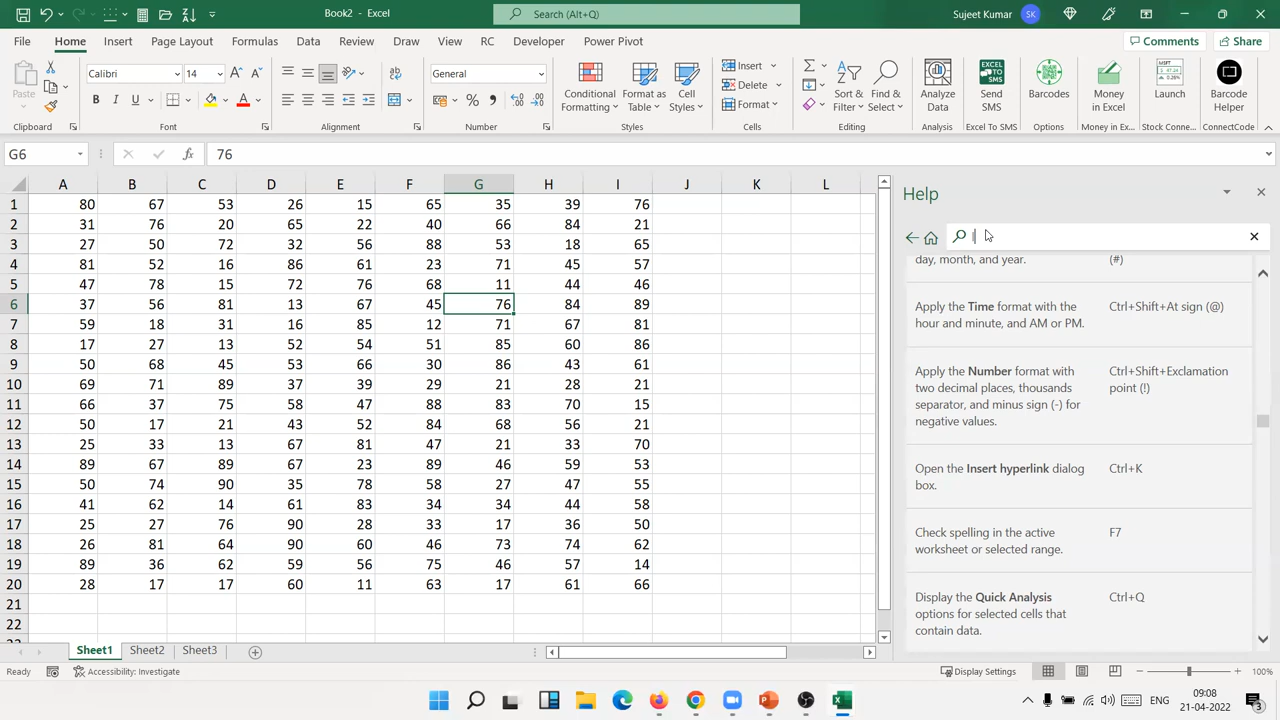 Book2 - Excel
Search (Alt+Q)
Sujeet Kumar
SK
File Home Insert Page Layout Formulas Data Review View Draw RC Developer Power Pivot
Comments
Share
Paste
Calibri
14
General
Conditional Formatting
Format as Table
Cell Styles
Insert
Delete
Format
Sort & Filter
Find & Select
Analyze Data
Send SMS
Barcodes
Money in Excel
Launch
Barcode Helper
Clipboard Font Alignment Number Styles Cells Editing Analysis Excel To SMS Options Money in Ex... Stock Conne... ConnectCode
G6
fx
76
A B C D E F G H I J K L
1 80 67 53 26 15 65 35 39 76
2 31 76 20 65 22 40 66 84 21
3 27 50 72 32 56 88 53 18 65
4 81 52 16 86 61 23 71 45 57
5 47 78 15 72 76 68 11 44 46
6 37 56 81 13 67 45 76 84 89
7 59 18 31 16 85 12 71 67 81
8 17 27 13 52 54 51 85 60 86
9 50 68 45 53 66 30 86 43 61
10 69 71 89 37 39 29 21 28 21
11 66 37 75 58 47 88 83 70 15
12 50 17 21 43 52 84 68 56 21
13 25 33 13 67 81 47 21 33 70
14 89 67 89 67 23 89 46 59 53
15 50 74 90 35 78 58 27 47 55
16 41 62 14 61 83 34 34 44 58
17 25 27 76 90 28 33 17 36 50
18 26 81 64 90 60 46 73 74 62
19 89 36 62 59 56 75 46 57 14
20 28 17 17 60 11 63 17 61 66
21
22
Help
day, month, and year.
(#)
Apply the Time format with the
hour and minute, and AM or PM.
Ctrl+Shift+At sign (@)
Apply the Number format with
two decimal places, thousands
separator, and minus sign (-) for
negative values.
Ctrl+Shift+Exclamation
point (!)
Open the Insert hyperlink dialog
box.
Ctrl+K
Check spelling in the active
worksheet or selected range.
F7
Display the Quick Analysis
options for selected cells that
contain data.
Ctrl+Q
Sheet1 Sheet2 Sheet3
Ready
Accessibility: Investigate
Display Settings
100%
ENG
09:08
21-04-2022
3